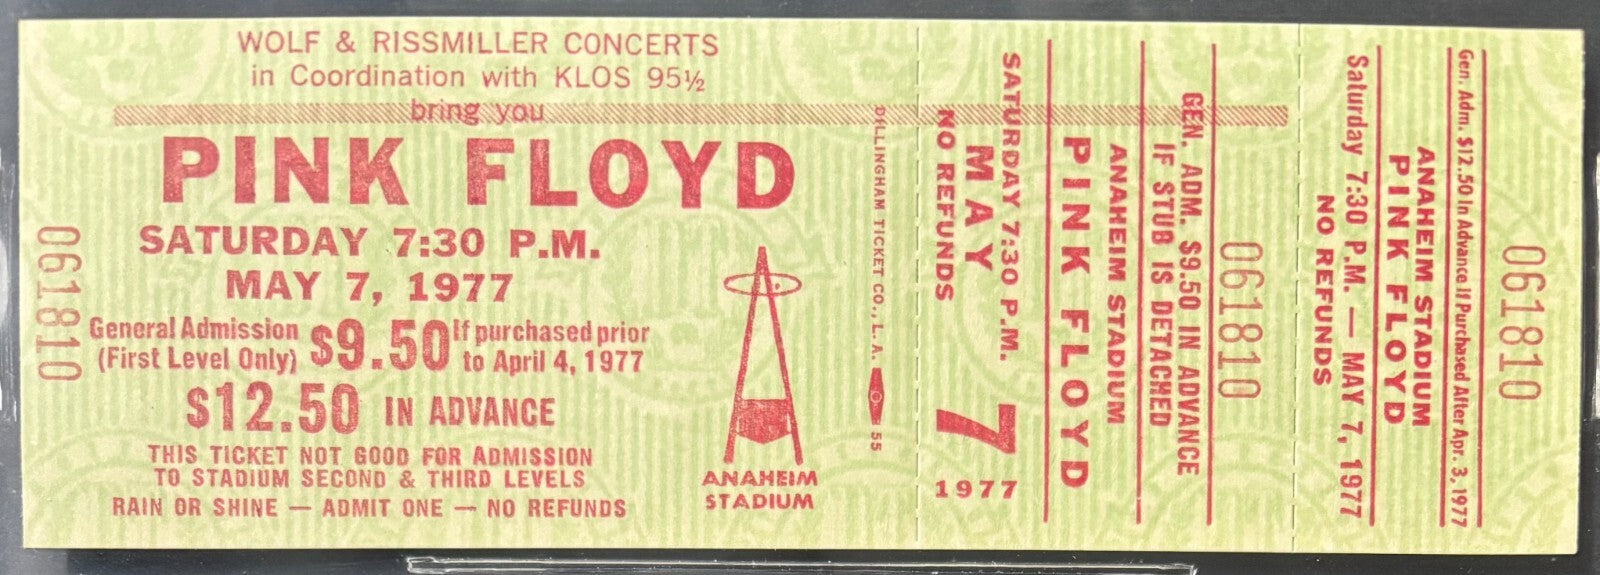 WOLF & RISSMILLER CONCERTS
in Coordination with KLOS 95½
bring you
PINK FLOYD
SATURDAY 7:30 P.M.
MAY 7, 1977
General Admission
(First Level Only)
$9.50
If purchased prior
to April 4, 1977
$12.50 IN ADVANCE
THIS TICKET NOT GOOD FOR ADMISSION
TO STADIUM SECOND & THIRD LEVELS
RAIN OR SHINE — ADMIT ONE — NO REFUNDS
061810
ANAHEIM
STADIUM
DILLINGHAM TICKET CO., L.A. 55
SATURDAY 7:30 P.M.
MAY
NO REFUNDS
7
1977
061810
GEN. ADM. $9.50 IN ADVANCE
IF STUB IS DETACHED
ANAHEIM STADIUM
PINK FLOYD
061810
Gen. Adm. $12.50 In Advance If Purchased After Apr. 3, 1977
ANAHEIM STADIUM
PINK FLOYD
Saturday 7:30 P.M. — MAY 7, 1977
NO REFUNDS